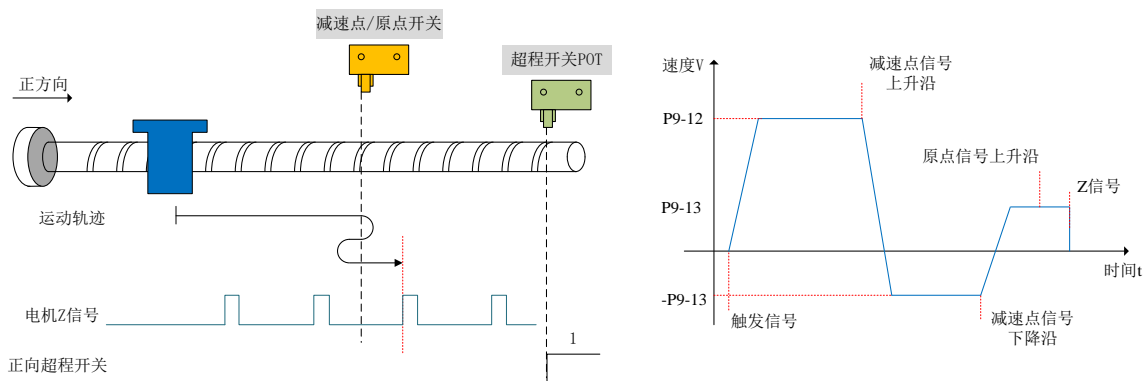 减速点/原点开关
超程开关POT
正方向
运动轨迹
电机Z信号
正向超程开关
1
速度V
减速点信号
上升沿
P9-12
原点信号上升沿
Z信号
P9-13
时间t
-P9-13
触发信号
减速点信号
下降沿